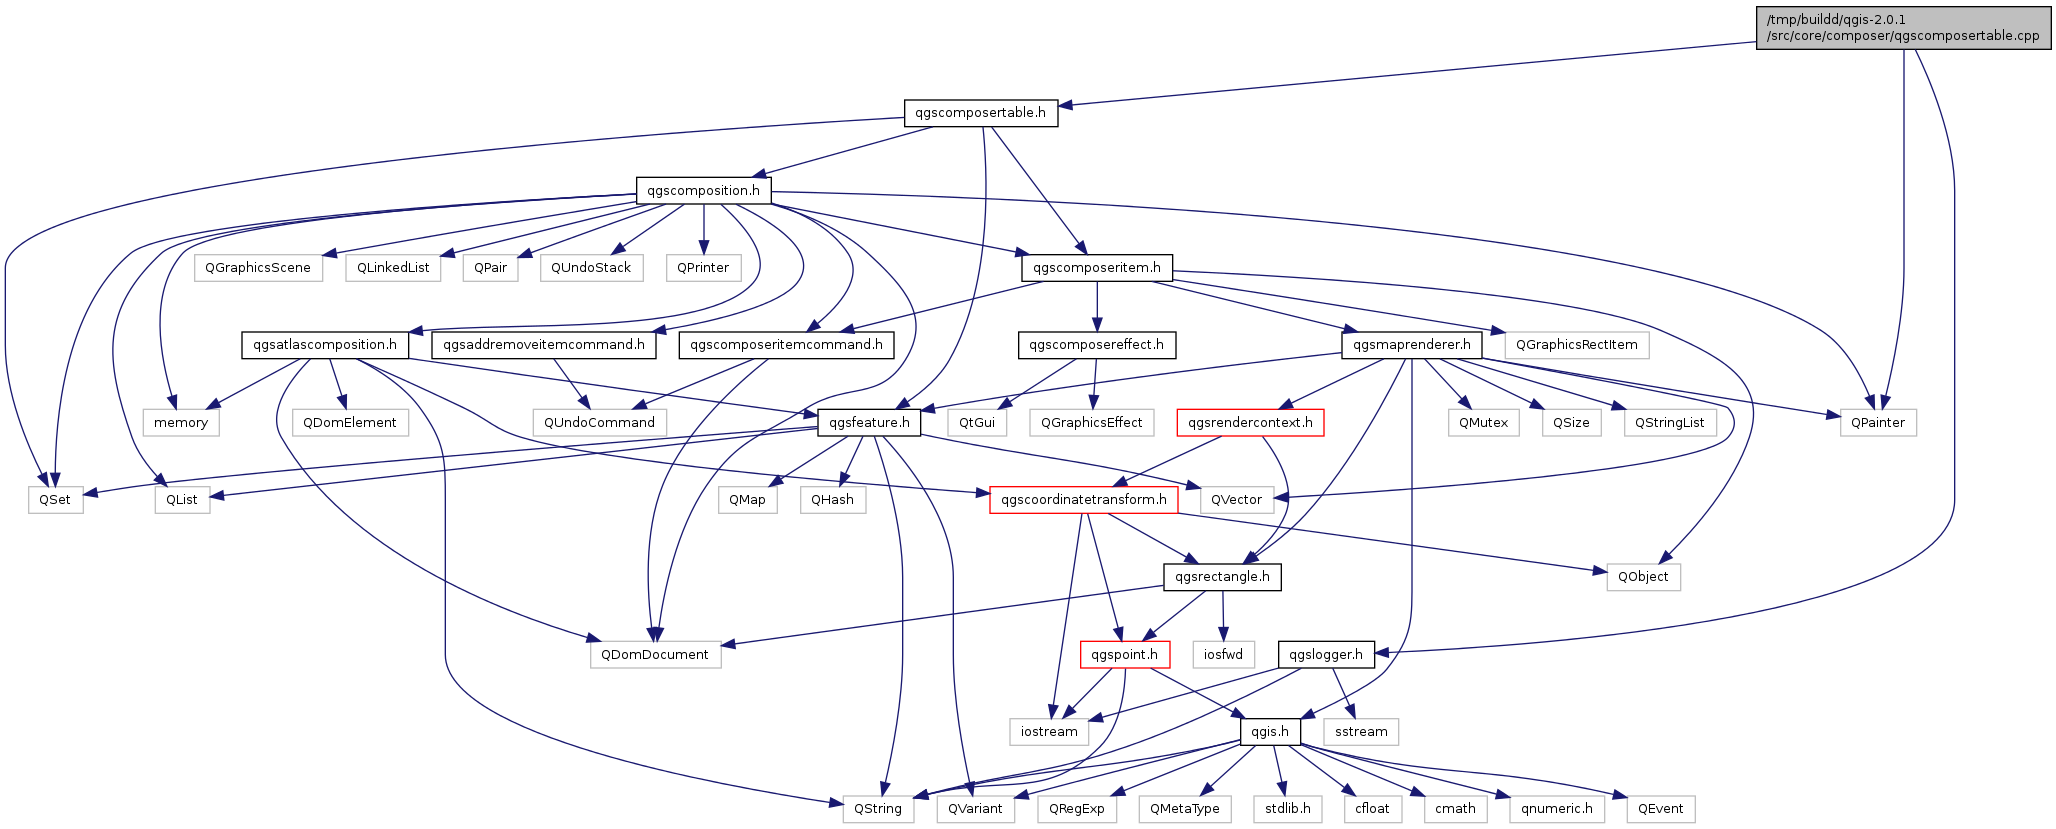 /tmp/buildd/qgis-2.0.1
/src/core/composer/qgscomposertable.cpp
qgscomposertable.h
qgscomposition.h
QGraphicsScene
QLinkedList
QPair
QUndoStack
QPrinter
qgscomposeritem.h
qgsatlascomposition.h
qgsaddremoveitemcommand.h
qgscomposeritemcommand.h
qgscomposereffect.h
qgsmaprenderer.h
QGraphicsRectItem
memory
QDomElement
QUndoCommand
qgsfeature.h
QtGui
QGraphicsEffect
qgsrendercontext.h
QMutex
QSize
QStringList
QPainter
QSet
QList
QMap
QHash
qgscoordinatetransform.h
QVector
qgsrectangle.h
QObject
QDomDocument
qgspoint.h
iosfwd
qgslogger.h
iostream
qgis.h
sstream
QString
QVariant
QRegExp
QMetaType
stdlib.h
cfloat
cmath
qnumeric.h
QEvent